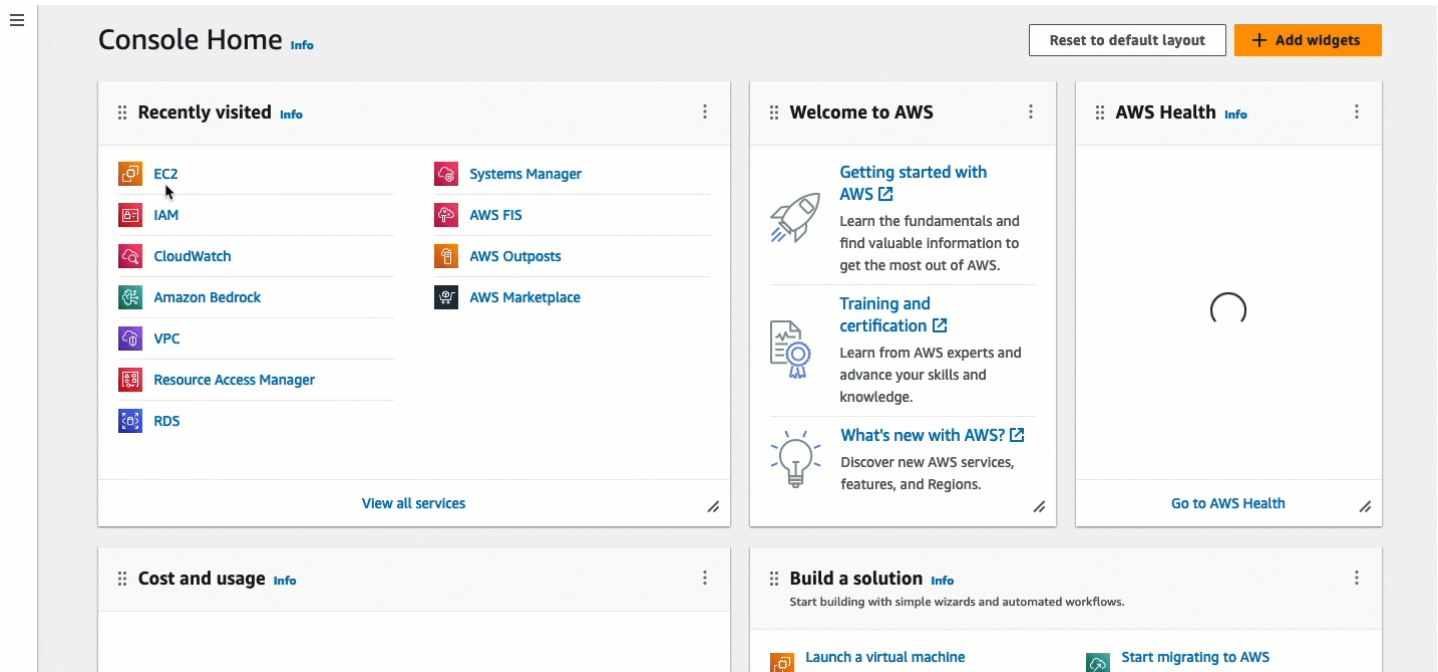 Console Home Info
Reset to default layout
+ Add widgets
Recently visited Info
EC2
IAM
CloudWatch
Amazon Bedrock
VPC
Resource Access Manager
RDS
Systems Manager
AWS FIS
AWS Outposts
AWS Marketplace
View all services
Welcome to AWS
Getting started with
AWS
Learn the fundamentals and
find valuable information to
get the most out of AWS.
Training and
certification
Learn from AWS experts and
advance your skills and
knowledge.
What's new with AWS?
Discover new AWS services,
features, and Regions.
AWS Health Info
Go to AWS Health
Cost and usage Info
Build a solution Info
Start building with simple wizards and automated workflows.
Launch a virtual machine
Start migrating to AWS